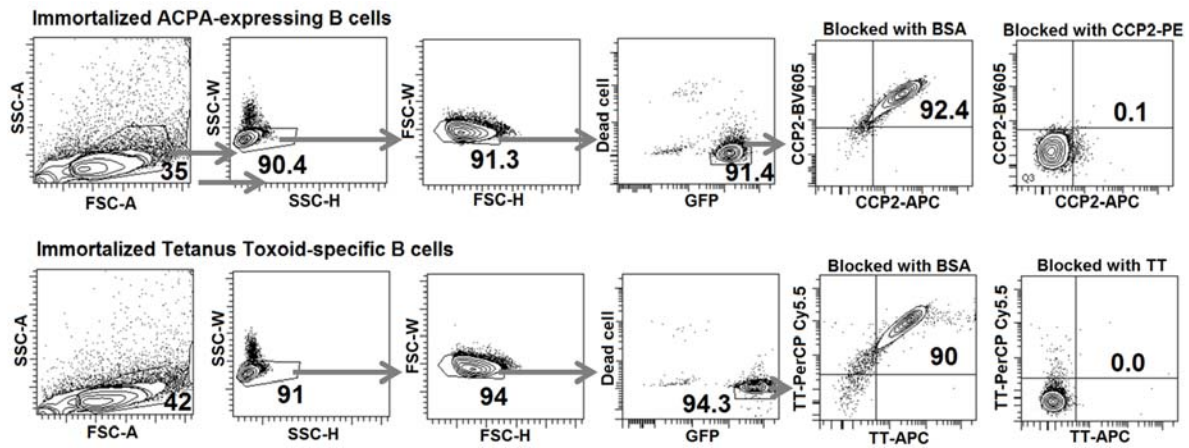 Immortalized ACPA-expressing B cells
SSC-A
35
FSC-A
SSC-W
90.4
SSC-H
FSC-W
91.3
FSC-H
Dead cell
91.4
GFP
Blocked with BSA
CCP2-BV605
92.4
CCP2-APC
Blocked with CCP2-PE
CCP2-BV605
0.1
Q3
CCP2-APC
Immortalized Tetanus Toxoid-specific B cells
SSC-A
42
FSC-A
SSC-W
91
SSC-H
FSC-W
94
FSC-H
Dead cell
94.3
GFP
Blocked with BSA
TT-PerCP Cy5.5
90
TT-APC
Blocked with TT
TT-PerCP Cy5.5
0.0
TT-APC